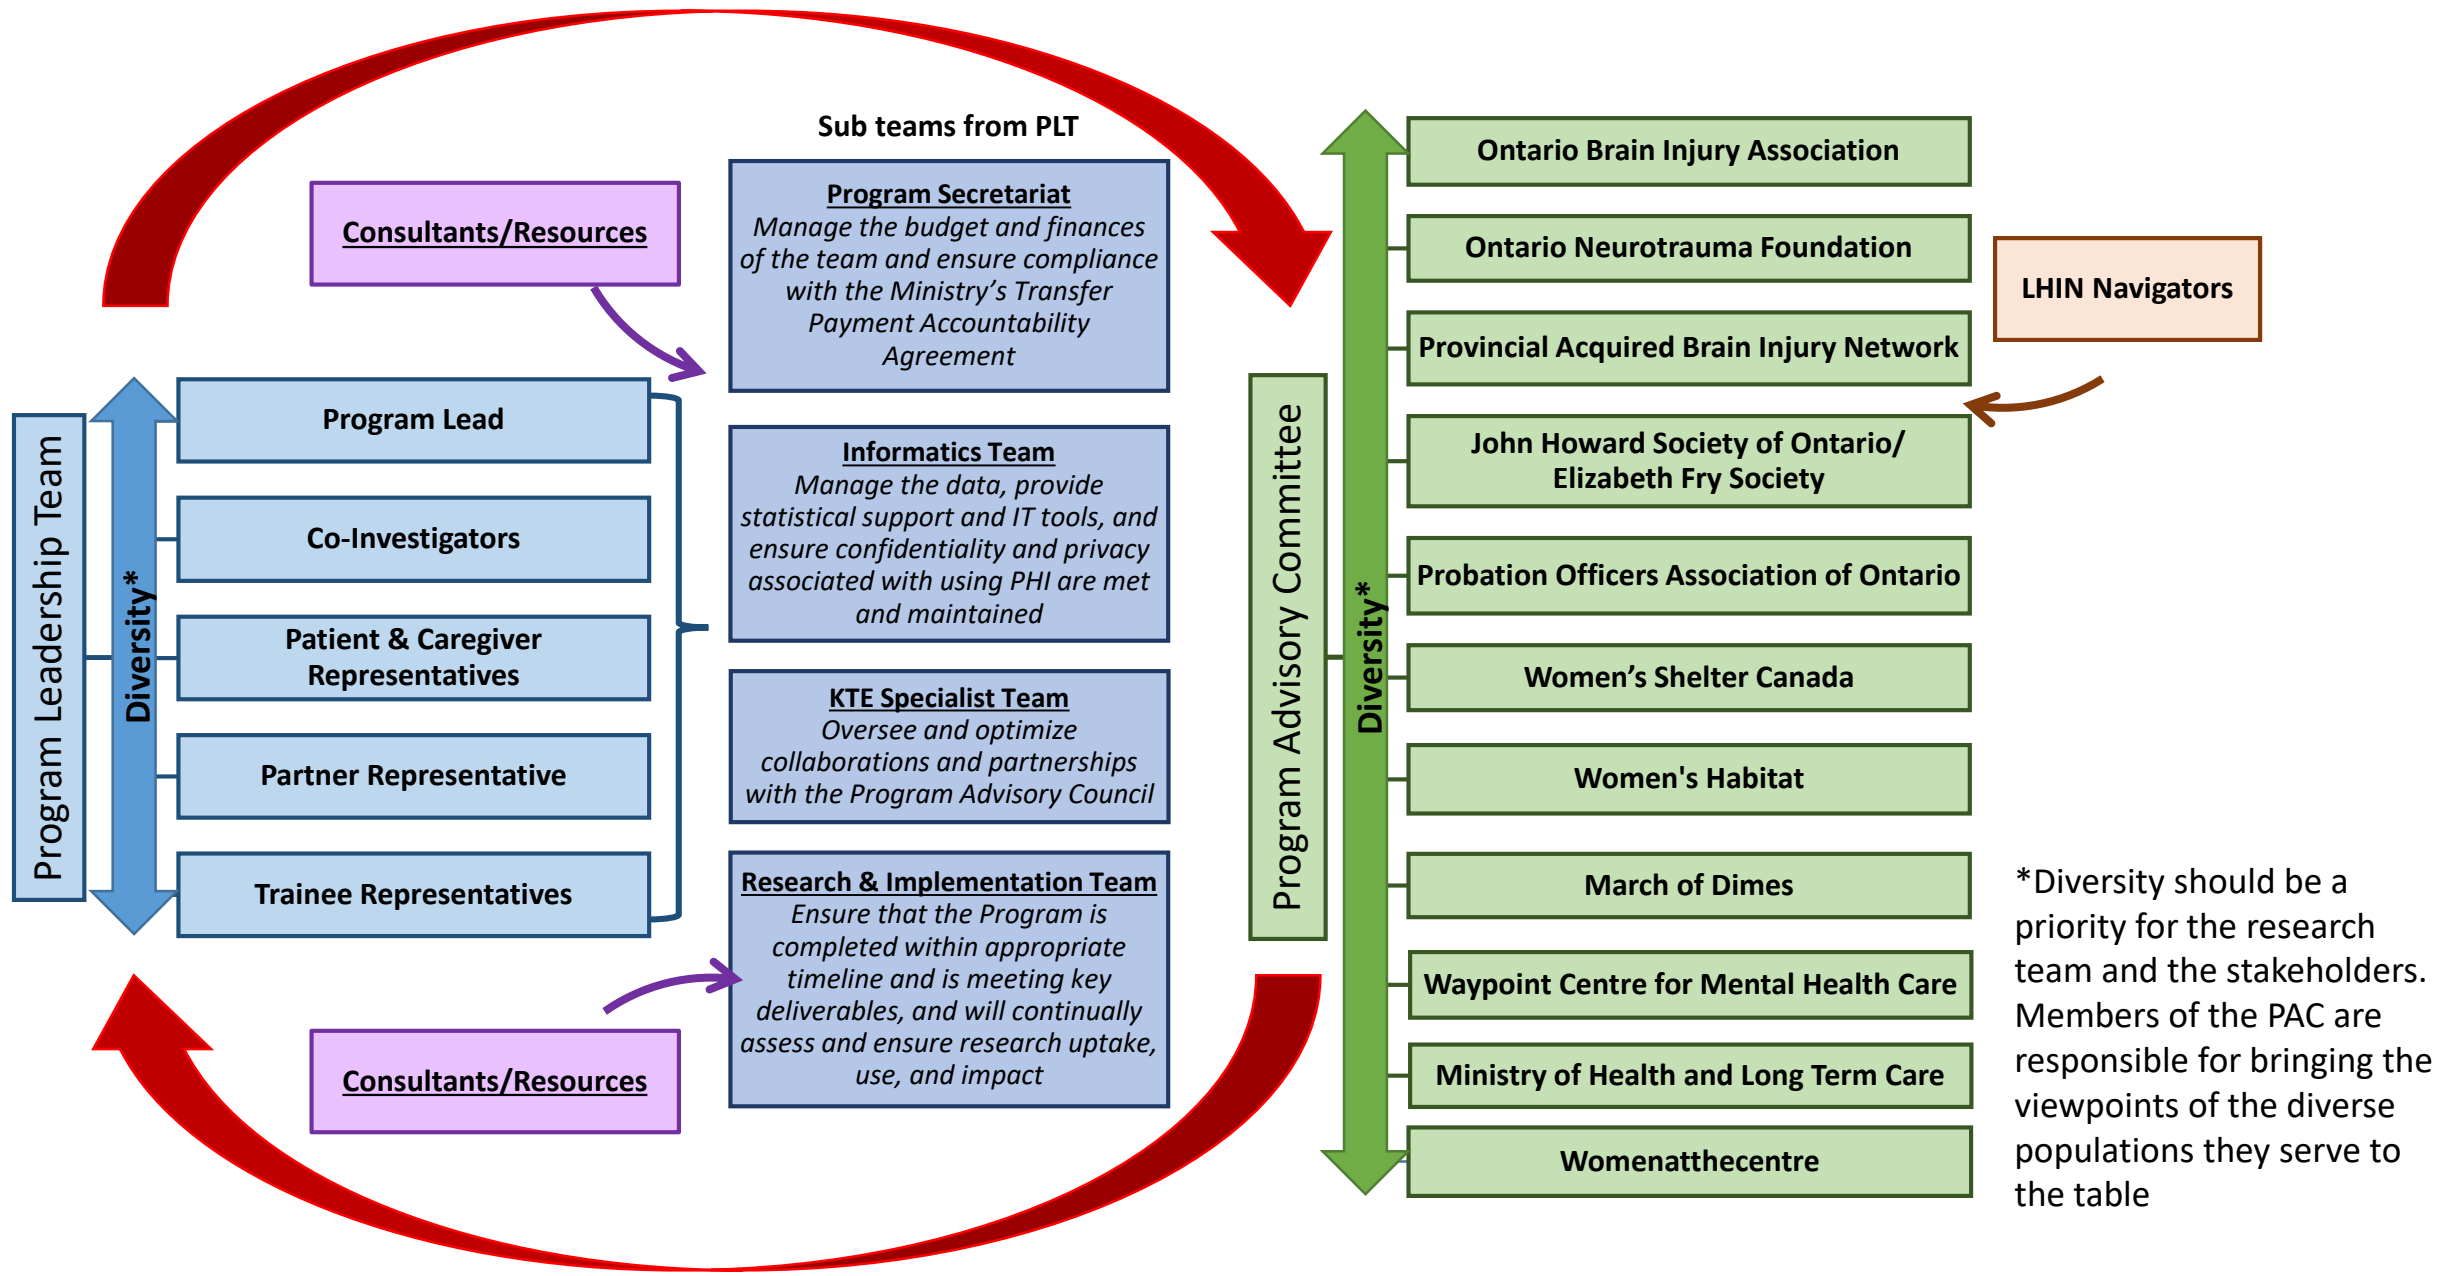 Program Leadership Team
Diversity*
Program Lead
Co-Investigators
Patient & Caregiver
Representatives
Partner Representative
Trainee Representatives
Consultants/Resources
Consultants/Resources
Sub teams from PLT
Program Secretariat
Manage the budget and finances
of the team and ensure compliance
with the Ministry’s Transfer
Payment Accountability
Agreement
Informatics Team
Manage the data, provide
statistical support and IT tools, and
ensure confidentiality and privacy
associated with using PHI are met
and maintained
KTE Specialist Team
Oversee and optimize
collaborations and partnerships
with the Program Advisory Council
Research & Implementation Team
Ensure that the Program is
completed within appropriate
timeline and is meeting key
deliverables, and will continually
assess and ensure research uptake,
use, and impact
Program Advisory Committee
Diversity*
Ontario Brain Injury Association
Ontario Neurotrauma Foundation
Provincial Acquired Brain Injury Network
John Howard Society of Ontario/
Elizabeth Fry Society
Probation Officers Association of Ontario
Women’s Shelter Canada
Women's Habitat
March of Dimes
Waypoint Centre for Mental Health Care
Ministry of Health and Long Term Care
Womenatthecentre
LHIN Navigators
*Diversity should be a
priority for the research
team and the stakeholders.
Members of the PAC are
responsible for bringing the
viewpoints of the diverse
populations they serve to
the table